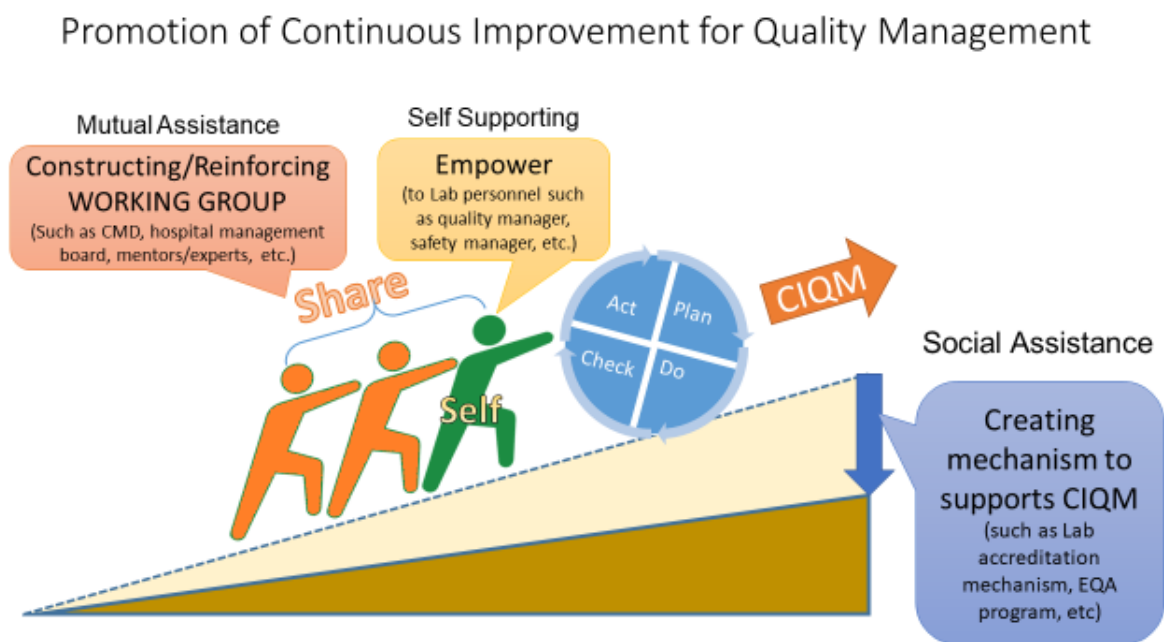 Promotion of Continuous Improvement for Quality Management
Mutual Assistance
Constructing/Reinforcing
WORKING GROUP
(Such as CMD, hospital management
board, mentors/experts, etc.)
Self Supporting
Empower
(to Lab personnel such
as quality manager,
safety manager, etc.)
Share
Self
Act
Plan
Check
Do
CIQM
Social Assistance
Creating
mechanism to
supports CIQM
(such as Lab
accreditation
mechanism, EQA
program, etc)